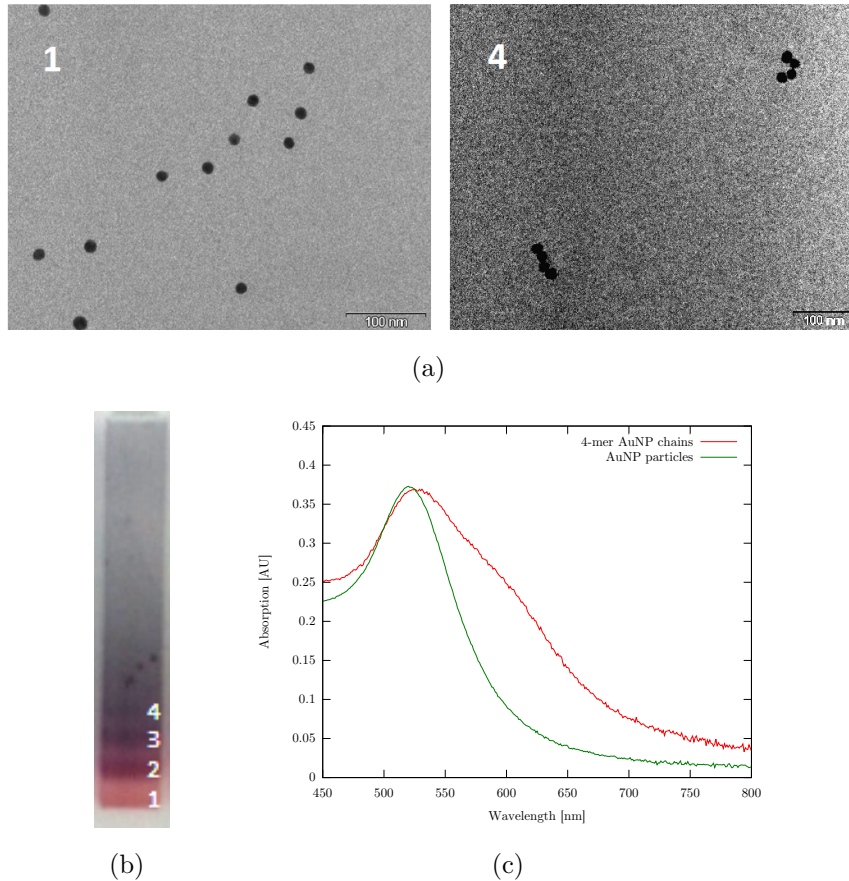 1
100 nm
4
100 nm
(a)
4
3
2
1
(b)
0.45
0.4
0.35
0.3
0.25
0.2
0.15
0.1
0.05
0
Absorption [AU]
4-mer AuNP chains
AuNP particles
450
500
550
600
650
700
750
800
Wavelength [nm]
(c)